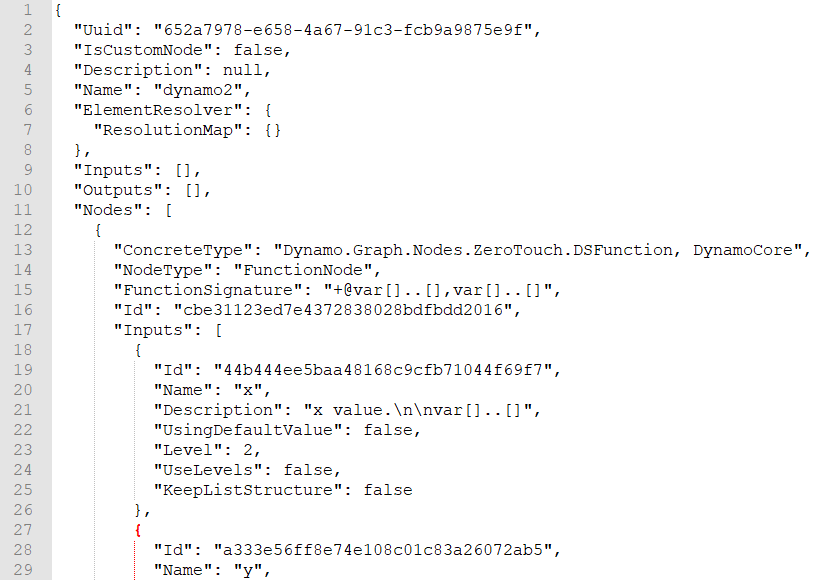 1 {
2   "Uuid": "652a7978-e658-4a67-91c3-fcb9a9875e9f",
3   "IsCustomNode": false,
4   "Description": null,
5   "Name": "dynamo2",
6   "ElementResolver": {
7     "ResolutionMap": {}
8   },
9   "Inputs": [],
10   "Outputs": [],
11   "Nodes": [
12     {
13       "ConcreteType": "Dynamo.Graph.Nodes.ZeroTouch.DSFunction, DynamoCore",
14       "NodeType": "FunctionNode",
15       "FunctionSignature": "+@var[]..[],var[]..[]",
16       "Id": "cbe31123ed7e4372838028bdfbdd2016",
17       "Inputs": [
18         {
19           "Id": "44b444ee5baa48168c9cfb71044f69f7",
20           "Name": "x",
21           "Description": "x value.\n\nvar[]..[]",
22           "UsingDefaultValue": false,
23           "Level": 2,
24           "UseLevels": false,
25           "KeepListStructure": false
26         },
27         {
28           "Id": "a333e56ff8e74e108c01c83a26072ab5",
29           "Name": "y",